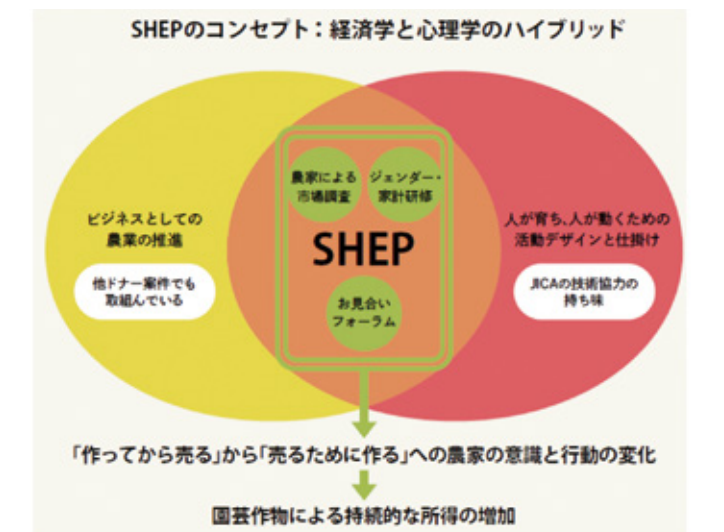 SHEPのコンセプト：経済学と心理学のハイブリッド
農家による
市場調査
ジェンダー・
家計研修
ビジネスとしての
農業の推進
他ドナー案件でも
取組んでいる
SHEP
人が育ち、人が動くための
活動デザインと仕掛け
JICAの技術協力の
持ち味
お見合い
フォーラム
「作ってから売る」から「売るために作る」への農家の意識と行動の変化
園芸作物による持続的な所得の増加